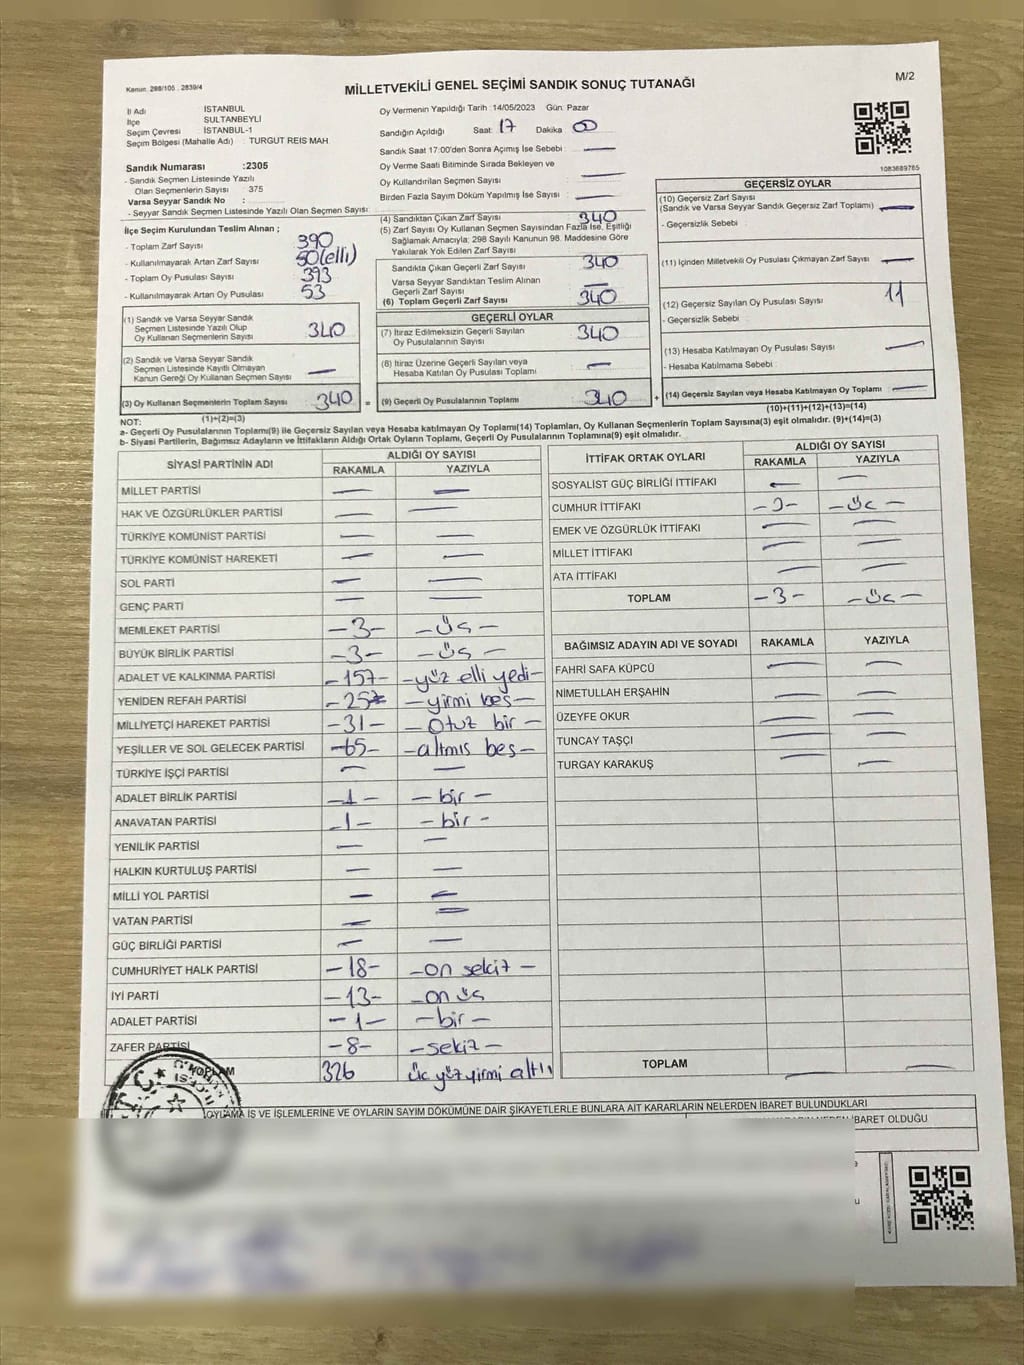 Kanun. 298/105 . 2839/4
MİLLETVEKİLİ GENEL SEÇİMİ SANDIK SONUÇ TUTANAĞI
M/2
İl Adı İSTANBUL
İlçe SULTANBEYLİ
Seçim Çevresi İSTANBUL-1
Seçim Bölgesi (Mahalle Adı) : TURGUT REİS MAH
Sandık Numarası :2305
- Sandık Seçmen Listesinde Yazılı
Olan Seçmenlerin Sayısı : 375
Varsa Seyyar Sandık No :
- Seyyar Sandık Seçmen Listesinde Yazılı Olan Seçmen Sayısı:
Oy Vermenin Yapıldığı Tarih : 14/05/2023 Gün: Pazar
Sandığın Açıldığı Saat: 17 Dakika 00
Sandık Saat 17:00'den Sonra Açımış İse Sebebi : —
Oy Verme Saati Bitiminde Sırada Bekleyen ve
Oy Kullandırılan Seçmen Sayısı : —
Birden Fazla Sayım Döküm Yapılmış İse Sayısı : —
1083689765
İlçe Seçim Kurulundan Teslim Alınan ;
- Toplam Zarf Sayısı 390
- Kullanılmayarak Artan Zarf Sayısı : 50(elli)
- Toplam Oy Pusulası Sayısı : 393
- Kullanılmayarak Artan Oy Pusulası : 53
(1) Sandık ve Varsa Seyyar Sandık
Seçmen Listesinde Yazılı Olup
Oy Kullanan Seçmenlerin Sayısı : 340
(2) Sandık ve Varsa Seyyar Sandık
Seçmen Listesinde Kayıtlı Olmayan
Kanun Gereği Oy Kullanan Seçmen Sayısı : —
(3) Oy Kullanan Seçmenlerin Toplam Sayısı : 340 =
(1)+(2)=(3)
(4) Sandıktan Çıkan Zarf Sayısı : 340
(5) Zarf Sayısı Oy Kullanan Seçmen Sayısından Fazla İse, Eşitliği
Sağlamak Amacıyla; 298 Sayılı Kanunun 98. Maddesine Göre
Yakılarak Yok Edilen Zarf Sayısı :
Sandıkta Çıkan Geçerli Zarf Sayısı : 340
Varsa Seyyar Sandıktan Teslim Alınan
Geçerli Zarf Sayısı : —
(6) Toplam Geçerli Zarf Sayısı : 340
GEÇERLİ OYLAR
(7) İtiraz Edilmeksizin Geçerli Sayılan
Oy Pusulalarının Sayısı : 340
(8) İtiraz Üzerine Geçerli Sayılan veya
Hesaba Katılan Oy Pusulası Toplamı : —
(9) Geçerli Oy Pusulalarının Toplamı : 340 +
GEÇERSİZ OYLAR
(10) Geçersiz Zarf Sayısı
(Sandık ve Varsa Seyyar Sandık Geçersiz Zarf Toplamı) : —
- Geçersizlik Sebebi :
(11) İçinden Milletvekili Oy Pusulası Çıkmayan Zarf Sayısı : —
(12) Geçersiz Sayılan Oy Pusulası Sayısı : 11
- Geçersizlik Sebebi :
(13) Hesaba Katılmayan Oy Pusulası Sayısı : —
- Hesaba Katılmama Sebebi :
(14) Geçersiz Sayılan veya Hesaba Katılmayan Oy Toplamı : —
(10)+(11)+(12)+(13)=(14)
NOT:
a- Geçerli Oy Pusulalarının Toplamı(9) ile Geçersiz Sayılan veya Hesaba katılmayan Oy Toplamı(14) Toplamları, Oy Kullanan Seçmenlerin Toplam Sayısına(3) eşit olmalıdır. (9)+(14)=(3)
b- Siyasi Partilerin, Bağımsız Adayların ve İttifakların Aldığı Ortak Oyların Toplamı, Geçerli Oy Pusulalarının Toplamına(9) eşit olmalıdır.
SİYASİ PARTİNİN ADI ALDIĞI OY SAYISI
RAKAMLA YAZIYLA
MİLLET PARTİSİ — —
HAK VE ÖZGÜRLÜKLER PARTİSİ — —
TÜRKİYE KOMÜNİST PARTİSİ — —
TÜRKİYE KOMÜNİST HAREKETİ — —
SOL PARTİ — —
GENÇ PARTİ — —
MEMLEKET PARTİSİ -3- -üç-
BÜYÜK BİRLİK PARTİSİ -3- -üç-
ADALET VE KALKINMA PARTİSİ -157- -yüz elli yedi-
YENİDEN REFAH PARTİSİ -25- -yirmi beş-
MİLLİYETÇİ HAREKET PARTİSİ -31- -otuz bir-
YEŞİLLER VE SOL GELECEK PARTİSİ -65- -altmış beş-
TÜRKİYE İŞÇİ PARTİSİ — —
ADALET BİRLİK PARTİSİ -1- -bir-
ANAVATAN PARTİSİ -1- -bir-
YENİLİK PARTİSİ — —
HALKIN KURTULUŞ PARTİSİ — —
MİLLİ YOL PARTİSİ — —
VATAN PARTİSİ — —
GÜÇ BİRLİĞİ PARTİSİ — —
CUMHURİYET HALK PARTİSİ -18- -on sekiz-
İYİ PARTİ -13- -on üç
ADALET PARTİSİ -1- -bir-
ZAFER PARTİSİ -8- -sekiz-
TOPLAM 326 üç yüz yirmi altı
İTTİFAK ORTAK OYLARI ALDIĞI OY SAYISI
RAKAMLA YAZIYLA
SOSYALİST GÜÇ BİRLİĞİ İTTİFAKI — —
CUMHUR İTTİFAKI -3- -üç-
EMEK VE ÖZGÜRLÜK İTTİFAKI — —
MİLLET İTTİFAKI — —
ATA İTTİFAKI — —
TOPLAM -3- -üç-
BAĞIMSIZ ADAYIN ADI VE SOYADI RAKAMLA YAZIYLA
FAHRİ SAFA KÜPCÜ — —
NİMETULLAH ERŞAHİN — —
ÜZEYFE OKUR — —
TUNCAY TAŞÇI — —
TURGAY KARAKUŞ — —
TOPLAM — —
OYLAMA İŞ VE İŞLEMLERİNE VE OYLARIN SAYIM DÖKÜMÜNE DAİR ŞİKAYETLERLE BUNLARA AİT KARARLARIN NELERDEN İBARET BULUNDUKLARI
İBARET OLDUĞU